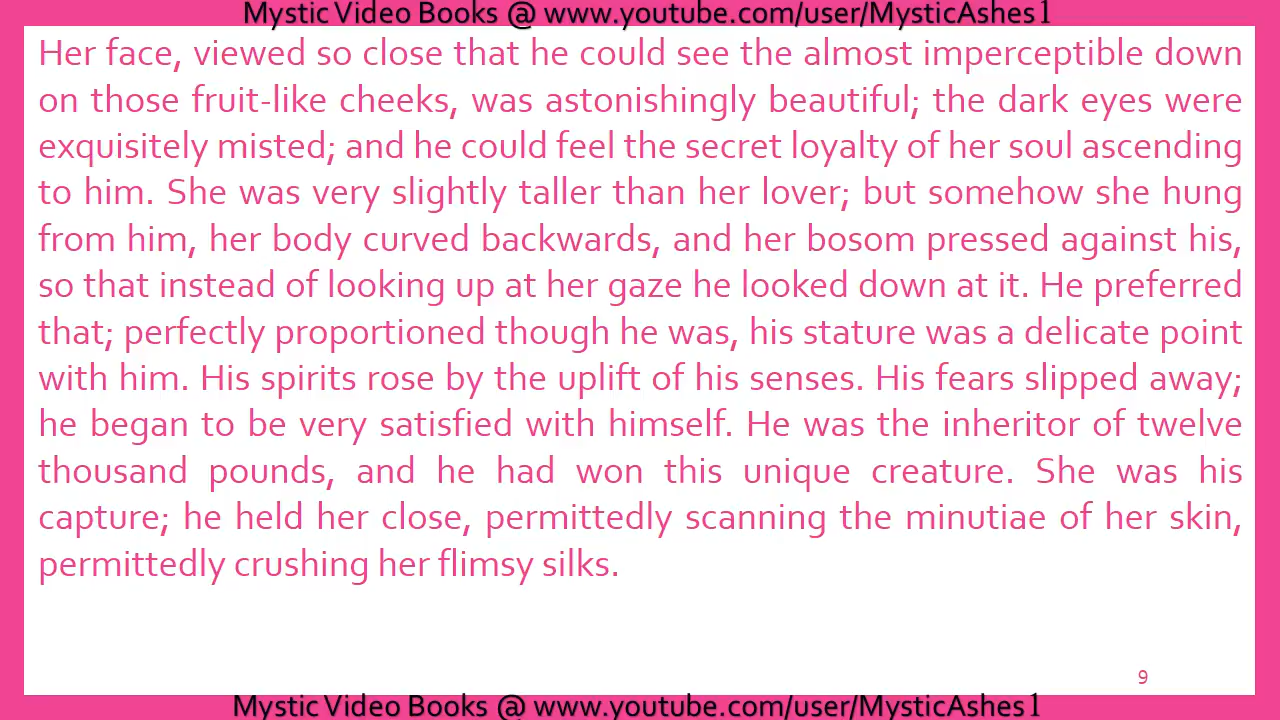 Mystic Video Books @ www.youtube.com/user/MysticAshes1
Her face, viewed so close that he could see the almost imperceptible down
on those fruit-like cheeks, was astonishingly beautiful; the dark eyes were
exquisitely misted; and he could feel the secret loyalty of her soul ascending
to him. She was very slightly taller than her lover; but somehow she hung
from him, her body curved backwards, and her bosom pressed against his,
so that instead of looking up at her gaze he looked down at it. He preferred
that; perfectly proportioned though he was, his stature was a delicate point
with him. His spirits rose by the uplift of his senses. His fears slipped away;
he began to be very satisfied with himself. He was the inheritor of twelve
thousand pounds, and he had won this unique creature. She was his
capture; he held her close, permittedly scanning the minutiae of her skin,
permittedly crushing her flimsy silks.
9
Mystic Video Books @ www.youtube.com/user/MysticAshes1